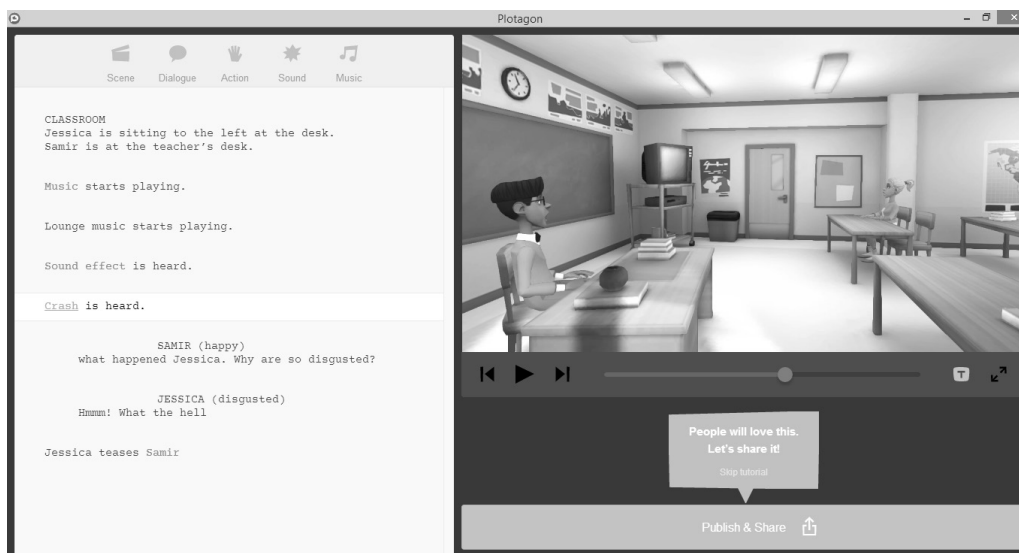 Plotagon
Scene Dialogue Action Sound Music
CLASSROOM
Jessica is sitting to the left at the desk.
Samir is at the teacher's desk.
Music starts playing.
Lounge music starts playing.
Sound effect is heard.
Crash is heard.
SAMIR (happy)
what happened Jessica. Why are so disgusted?
JESSICA (disgusted)
Hmmm! What the hell
Jessica teases Samir
T
People will love this.
Let's share it!
Skip tutorial
Publish & Share